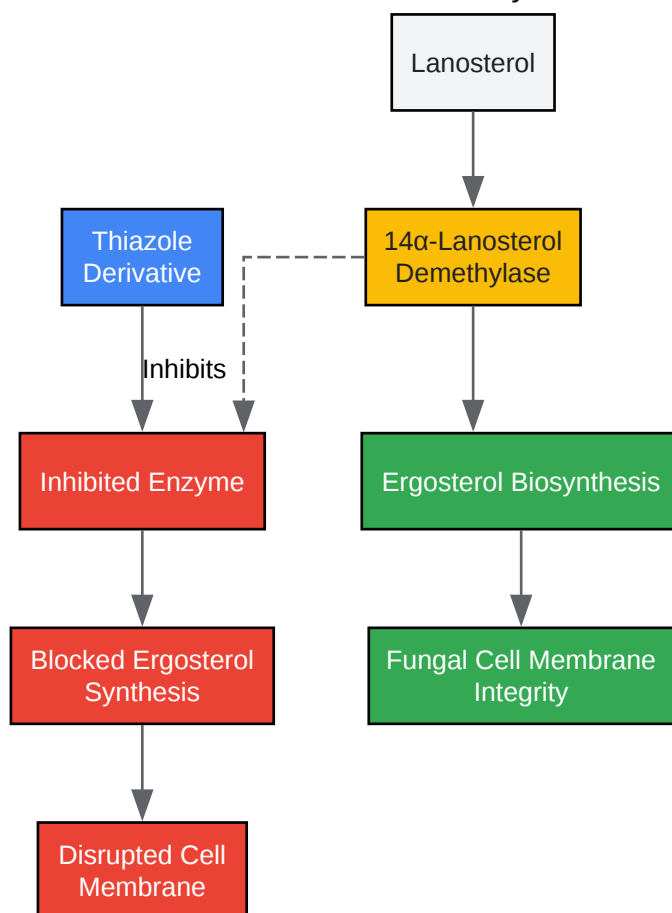 Lanosterol
Thiazole
Derivative
14α-Lanosterol
Demethylase
Inhibits
Inhibited Enzyme
Ergosterol Biosynthesis
Blocked Ergosterol
Synthesis
Fungal Cell Membrane
Integrity
Disrupted Cell
Membrane